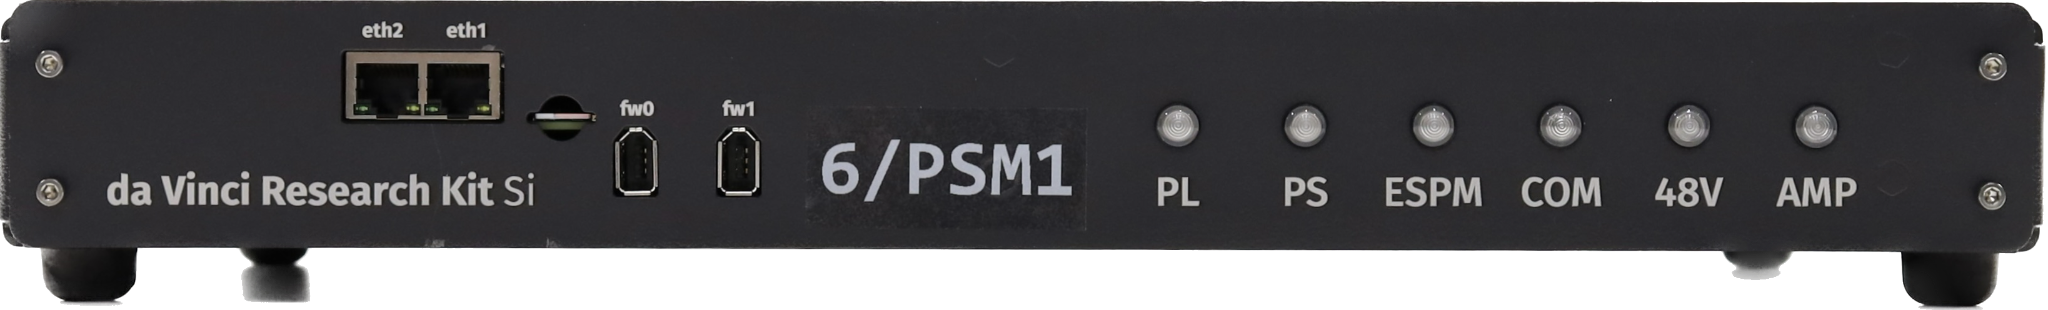 eth2 eth1
fw0 fw1
da Vinci Research Kit Si
6/PSM1
PL PS ESPM COM 48V AMP